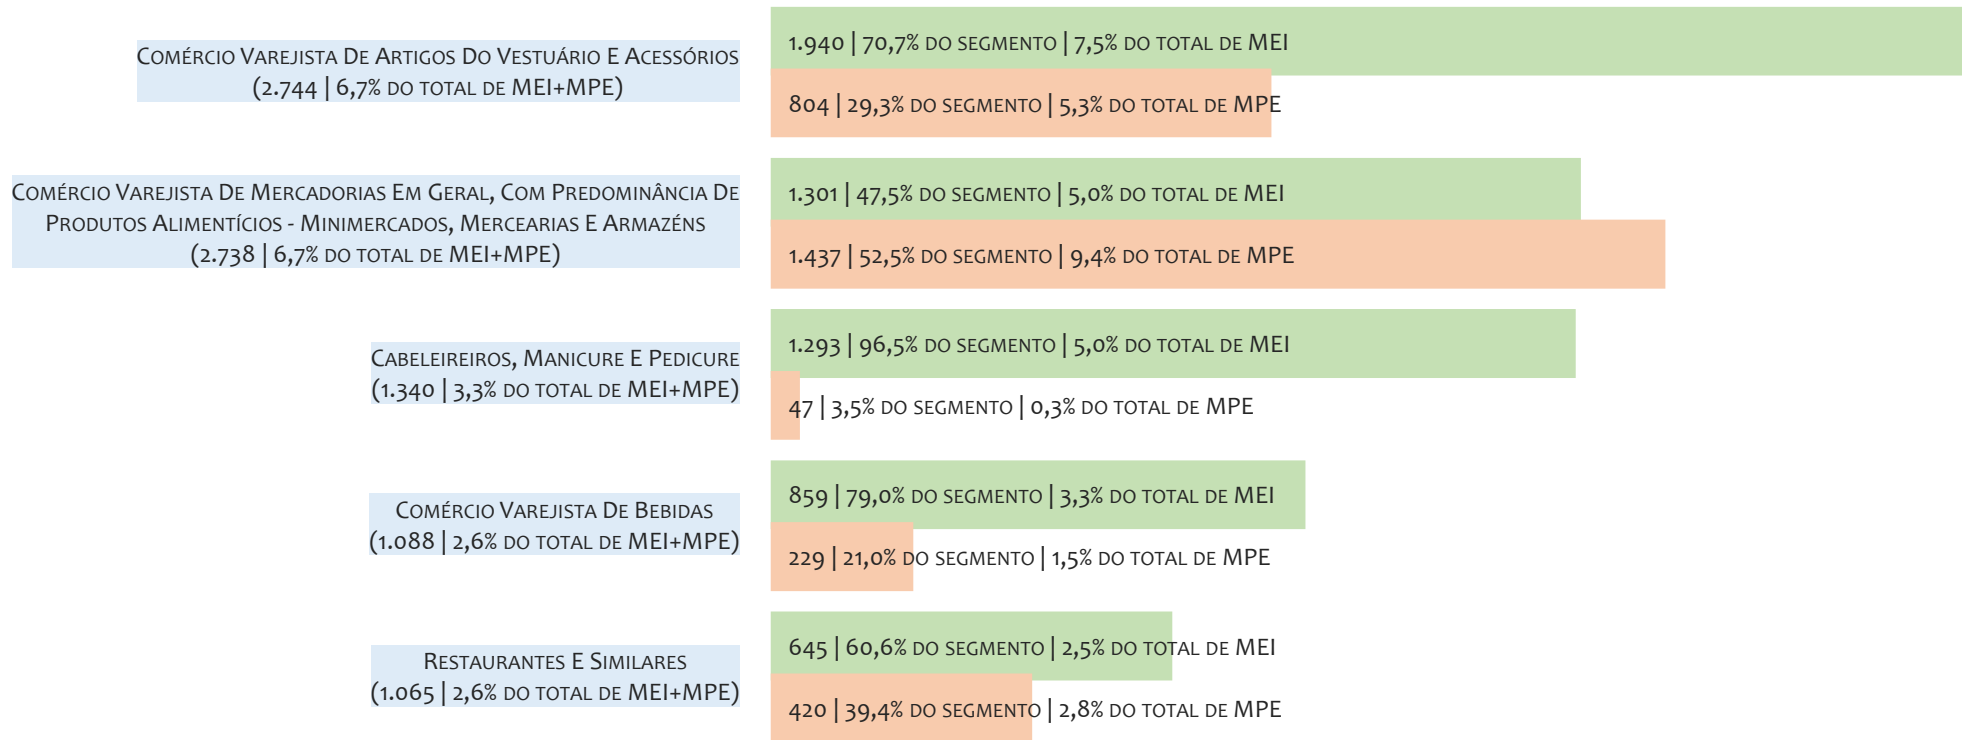 Comércio Varejista De Artigos Do Vestuário E Acessórios
(2.744 | 6,7% do total de MEI+MPE)
1.940 | 70,7% do segmento | 7,5% do total de MEI
804 | 29,3% do segmento | 5,3% do total de MPE
Comércio Varejista De Mercadorias Em Geral, Com Predominância De
Produtos Alimentícios - Minimercados, Mercearias E Armazéns
(2.738 | 6,7% do total de MEI+MPE)
1.301 | 47,5% do segmento | 5,0% do total de MEI
1.437 | 52,5% do segmento | 9,4% do total de MPE
Cabeleireiros, Manicure E Pedicure
(1.340 | 3,3% do total de MEI+MPE)
1.293 | 96,5% do segmento | 5,0% do total de MEI
47 | 3,5% do segmento | 0,3% do total de MPE
Comércio Varejista De Bebidas
(1.088 | 2,6% do total de MEI+MPE)
859 | 79,0% do segmento | 3,3% do total de MEI
229 | 21,0% do segmento | 1,5% do total de MPE
Restaurantes E Similares
(1.065 | 2,6% do total de MEI+MPE)
645 | 60,6% do segmento | 2,5% do total de MEI
420 | 39,4% do segmento | 2,8% do total de MPE